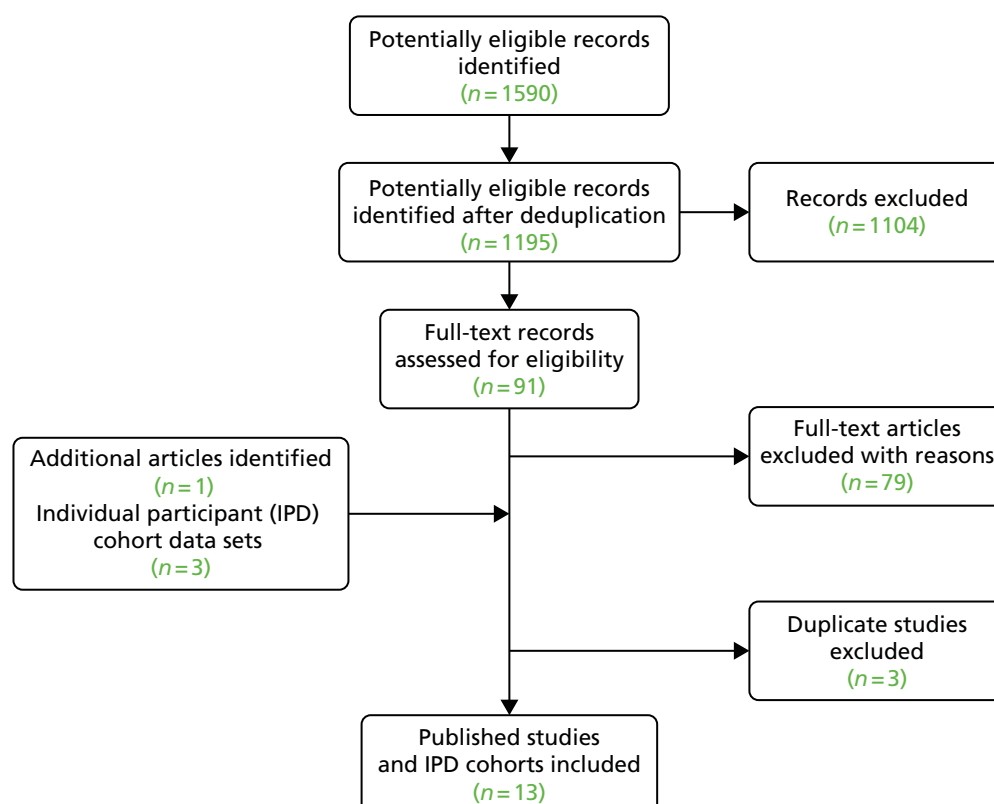 Potentially eligible records
identified
(n=1590)
Potentially eligible records
identified after deduplication
(n=1195)
Records excluded
(n=1104)
Full-text records
assessed for eligibility
(n=91)
Full-text articles
excluded with reasons
(n=79)
Additional articles identified
(n=1)
Individual participant (IPD)
cohort data sets
(n=3)
Duplicate studies
excluded
(n=3)
Published studies
and IPD cohorts included
(n=13)